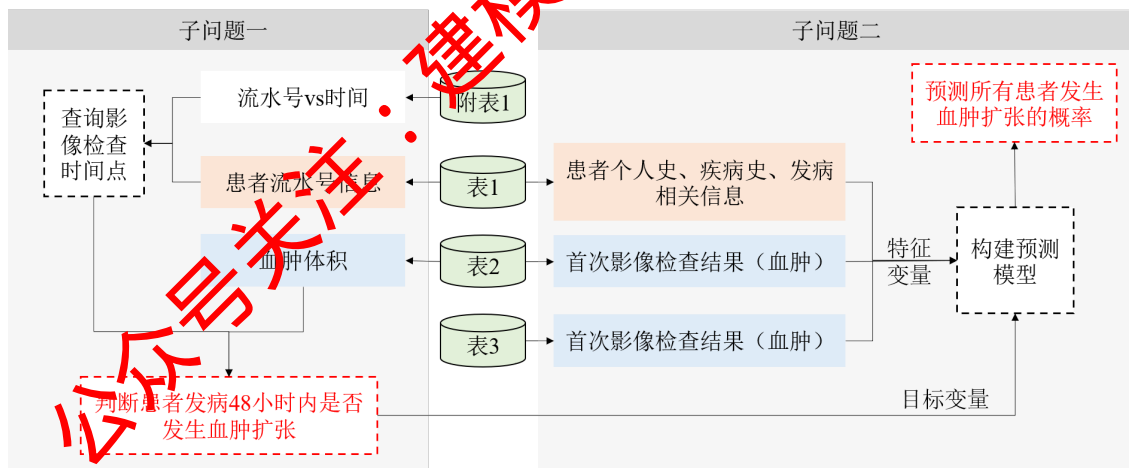 子问题一
子问题二
流水号vs时间
附表1
预测所有患者发生
血肿扩张的概率
查询影
像检查
时间点
患者流水号信息
表1
患者个人史、疾病史、发病
相关信息
血肿体积
表2
首次影像检查结果（血肿）
特征
变量
构建预测
模型
表3
首次影像检查结果（血肿）
判断患者发病48小时内是否
发生血肿扩张
目标变量
公众号关注：建模